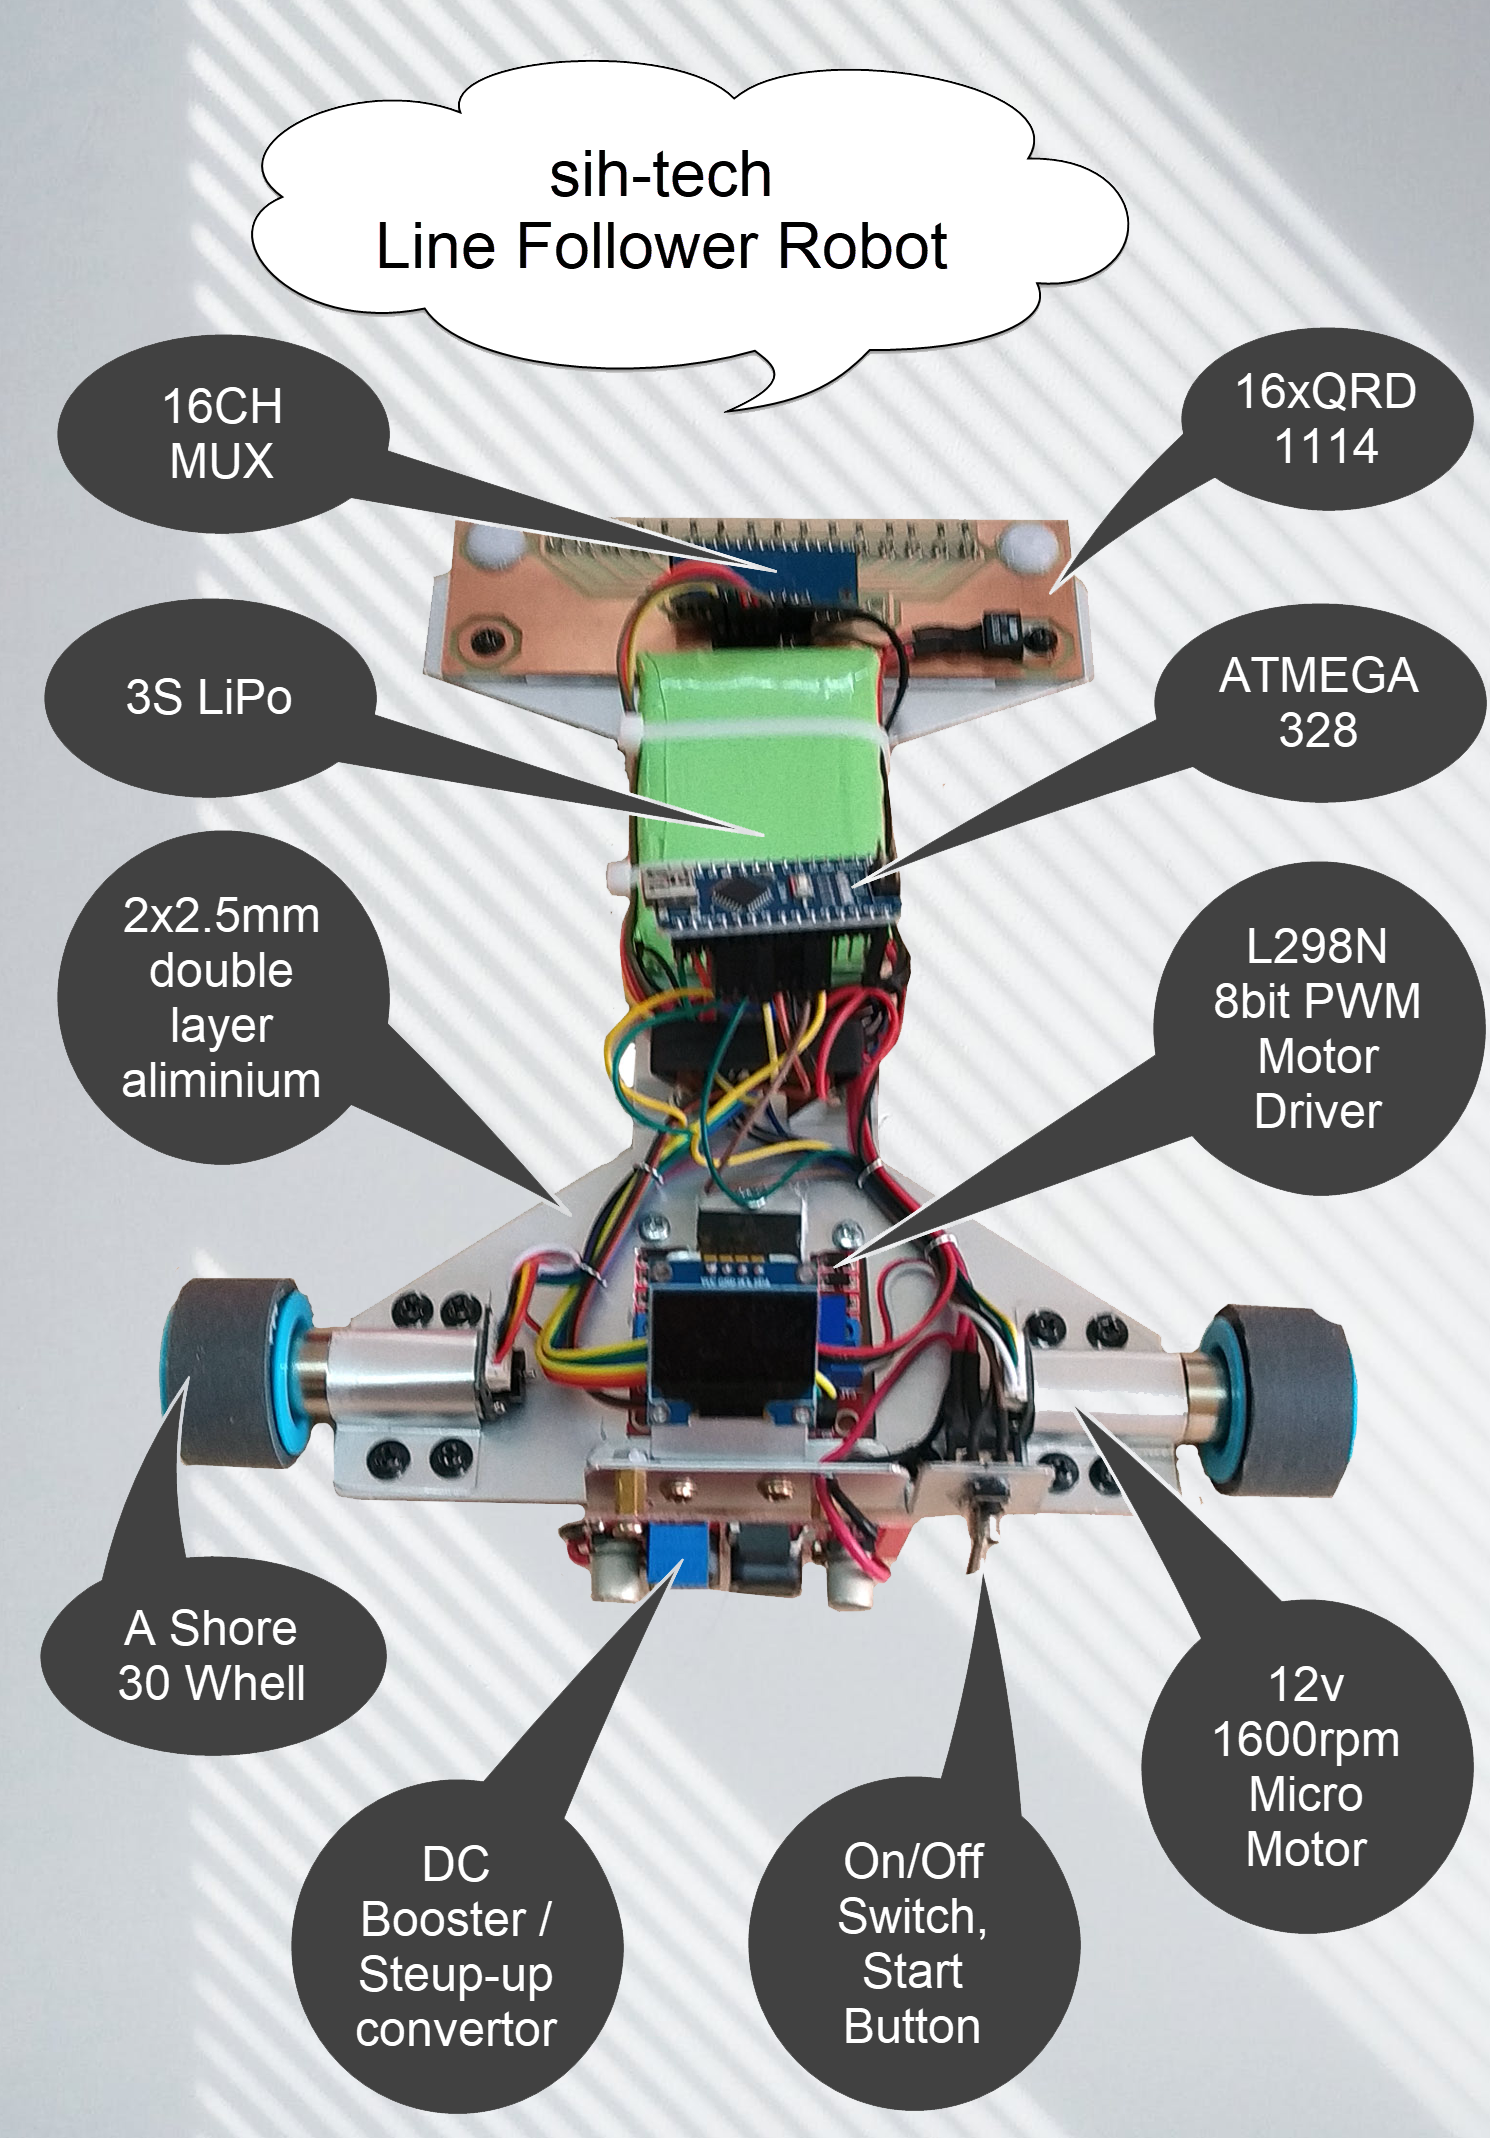 sih-tech
Line Follower Robot
16CH
MUX
16xQRD
1114
3S LiPo
ATMEGA
328
2x2.5mm
double
layer
aliminium
L298N
8bit PWM
Motor
Driver
A Shore
30 Whell
12v
1600rpm
Micro
Motor
DC
Booster /
Steup-up
convertor
On/Off
Switch,
Start
Button